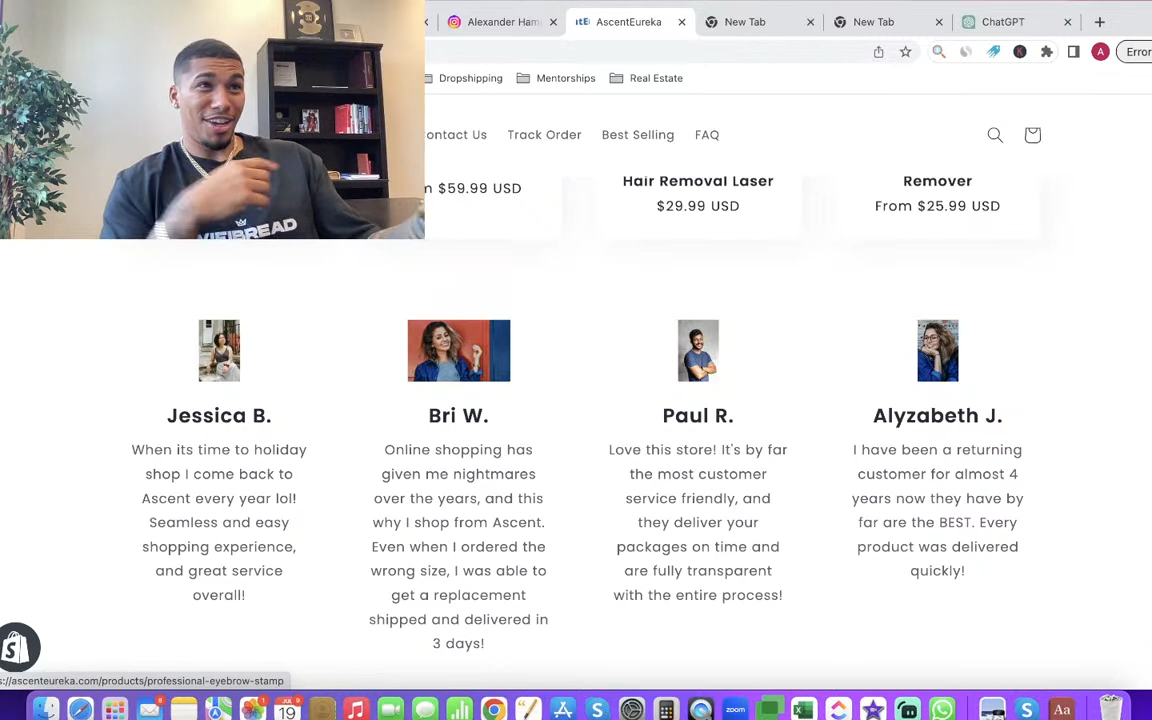 Alexander Ham
AscentEureka
New Tab
New Tab
ChatGPT
Error
Dropshipping
Mentorships
Real Estate
ontact Us
Track Order
Best Selling
FAQ
m $59.99 USD
Hair Removal Laser
$29.99 USD
Remover
From $25.99 USD
Jessica B.
When its time to holiday
shop I come back to
Ascent every year lol!
Seamless and easy
shopping experience,
and great service
overall!
Bri W.
Online shopping has
given me nightmares
over the years, and this
why I shop from Ascent.
Even when I ordered the
wrong size, I was able to
get a replacement
shipped and delivered in
3 days!
Paul R.
Love this store! It's by far
the most customer
service friendly, and
they deliver your
packages on time and
are fully transparent
with the entire process!
Alyzabeth J.
I have been a returning
customer for almost 4
years now they have by
far are the BEST. Every
product was delivered
quickly!
s://ascenteureka.com/products/professional-eyebrow-stamp
JUL
19
zoom
Aa